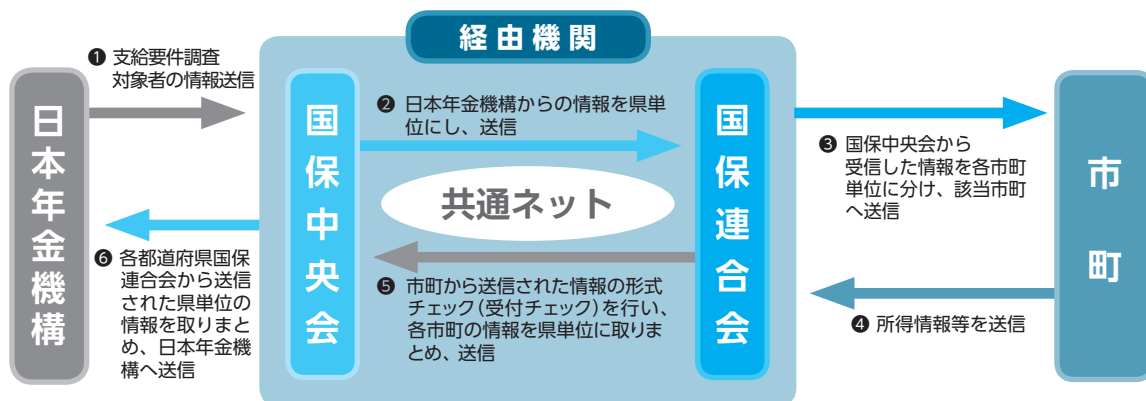 経由機関
❶ 支給要件調査
対象者の情報送信
日本年金機構
国保中央会
❷ 日本年金機構からの情報を県単
位にし、送信
共通ネット
国保連合会
❸ 国保中央会から
受信した情報を各市町
単位に分け、該当市町
へ送信
市町
❹ 所得情報等を送信
❺ 市町から送信された情報の形式
チェック(受付チェック)を行い、
各市町の情報を県単位に取りま
とめ、送信
❻ 各都道府県国保
連合会から送信
された県単位の
情報を取りまと
め、日本年金機
構へ送信